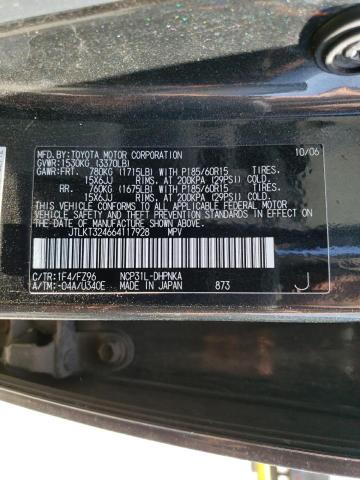 MFD.BY:TOYOTA MOTOR CORPORATION 10/06
GVWR:1530KG (3370LB)
GAWR:FRT. 780KG (1715LB) WITH P185/60R15 TIRES.
15X6JJ RIMS. AT 200KPA (29PSI) COLD.
RR. 760KG (1675LB) WITH P185/60R15 TIRES.
15X6JJ RIMS. AT 200KPA (29PSI) COLD.
THIS VEHICLE CONFORMS TO ALL APPLICABLE
FEDERAL MOTOR VEHICLE SAFETY STANDARDS
IN EFFECT ON THE DATE OF MANUFACTURE
SHOWN ABOVE.
JTLKT324664117928 MPV
C/TR:1F4/FZ96 NCP31L-DHPNKA J
A/TM:-04A/U340E MADE IN JAPAN 873